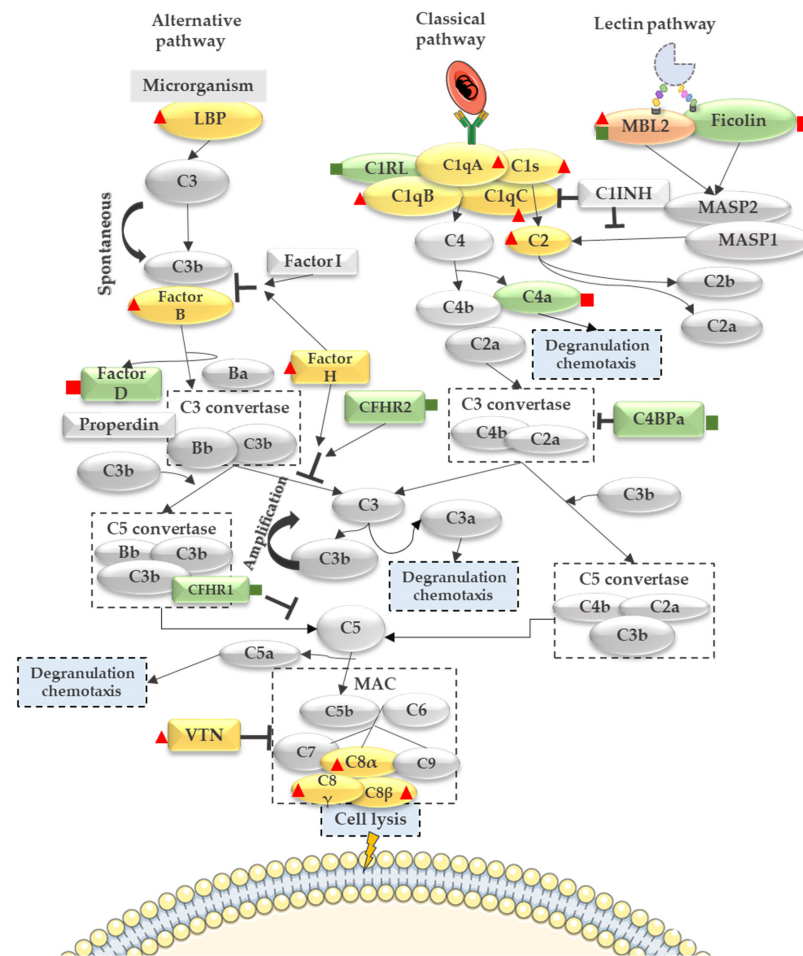 Alternative
pathway
Classical
pathway
Lectin pathway
Microrganism
LBP
MBL2
Ficolin
C1RL
C1qA
C1s
C3
C1qB
C1qC
C1INH
MASP2
Spontaneous
C4
C2
MASP1
C3b
Factor I
C2b
Factor
B
C4b
C4a
C2a
C2a
Degranulation
chemotaxis
Factor
D
Ba
Factor
H
C3 convertase
CFHR2
C3 convertase
Properdin
Bb
C3b
C4b
C2a
C4BPa
C3b
Amplification
C3
C3b
C3a
C5 convertase
Bb
C3b
C3b
C3b
Degranulation
chemotaxis
C5 convertase
CFHR1
C4b
C2a
C3b
C5
C5a
Degranulation
chemotaxis
MAC
C5b
C6
VTN
C7
C8α
C9
C8
γ
C8β
Cell lysis